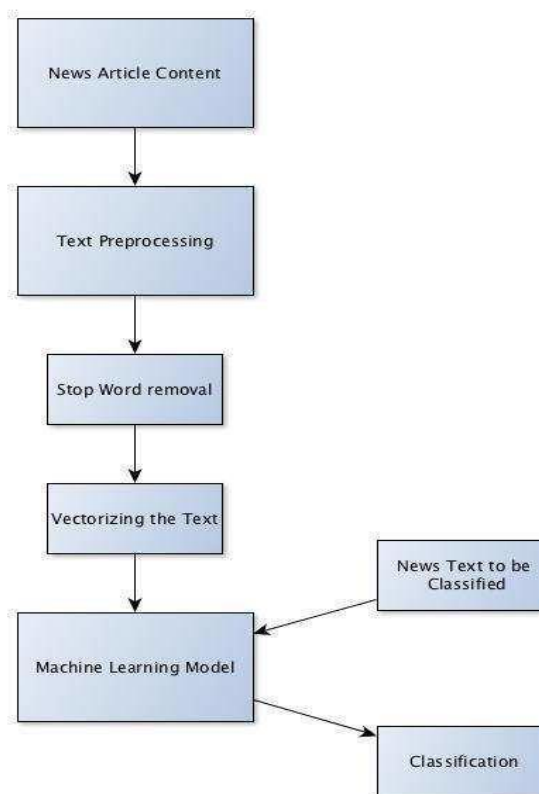 News Article Content
Text Preprocessing
Stop Word removal
Vectorizing the Text
News Text to be
Classified
Machine Learning Model
Classification